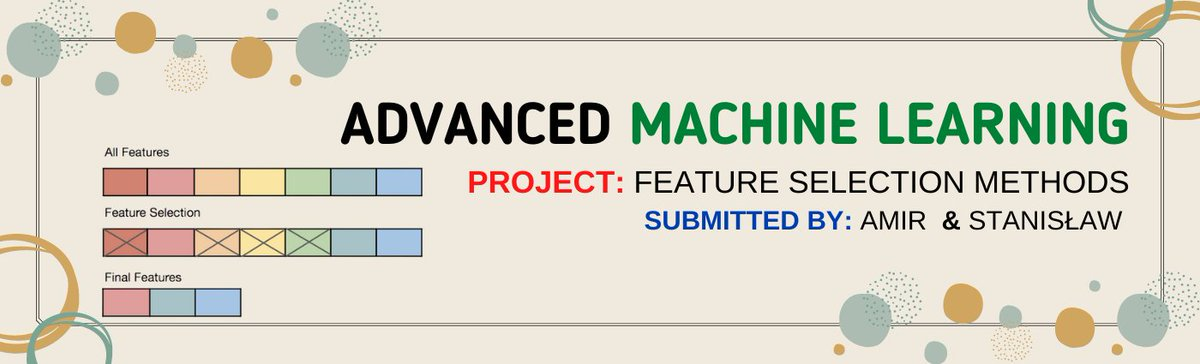 ADVANCED MACHINE LEARNING
PROJECT: FEATURE SELECTION METHODS
SUBMITTED BY: AMIR & STANISŁAW
All Features
Feature Selection
Final Features